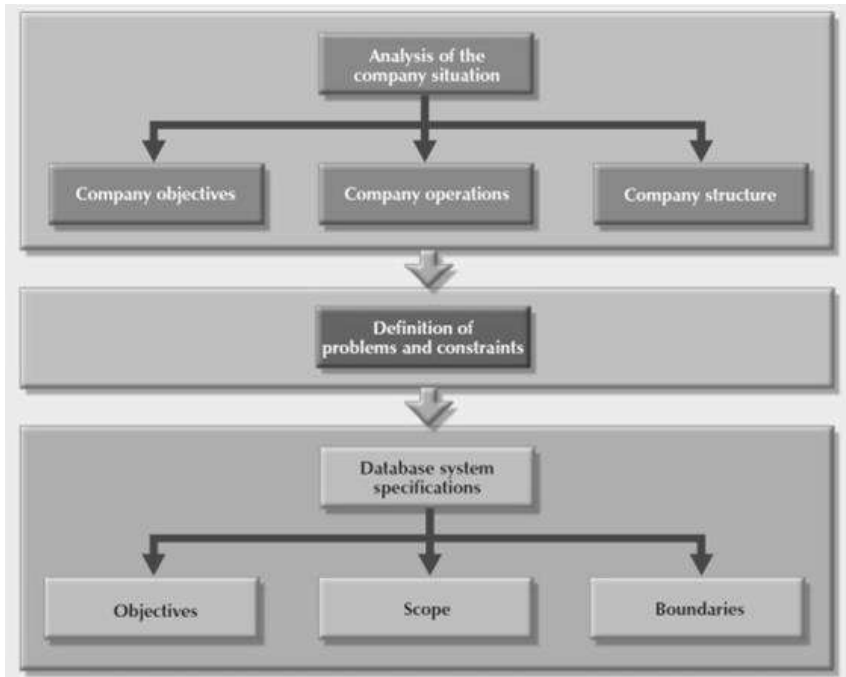 Analysis of the
company situation
Company objectives
Company operations
Company structure
Definition of
problems and constraints
Database system
specifications
Objectives
Scope
Boundaries